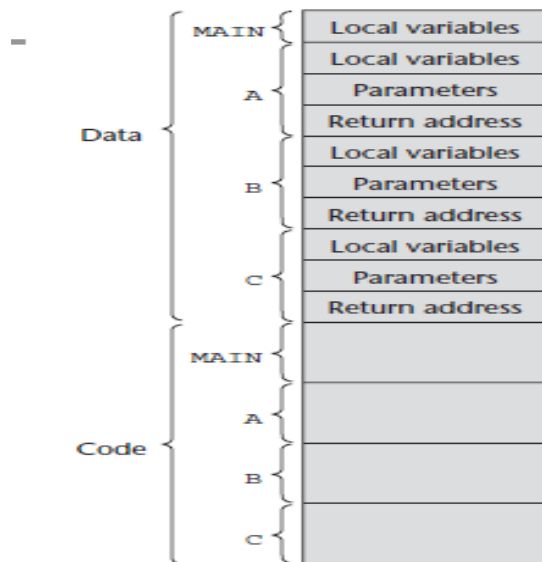 MAIN
Local variables
Local variables
A
Parameters
Return address
Data
Local variables
B
Parameters
Return address
Local variables
C
Parameters
Return address
MAIN
A
Code
B
C